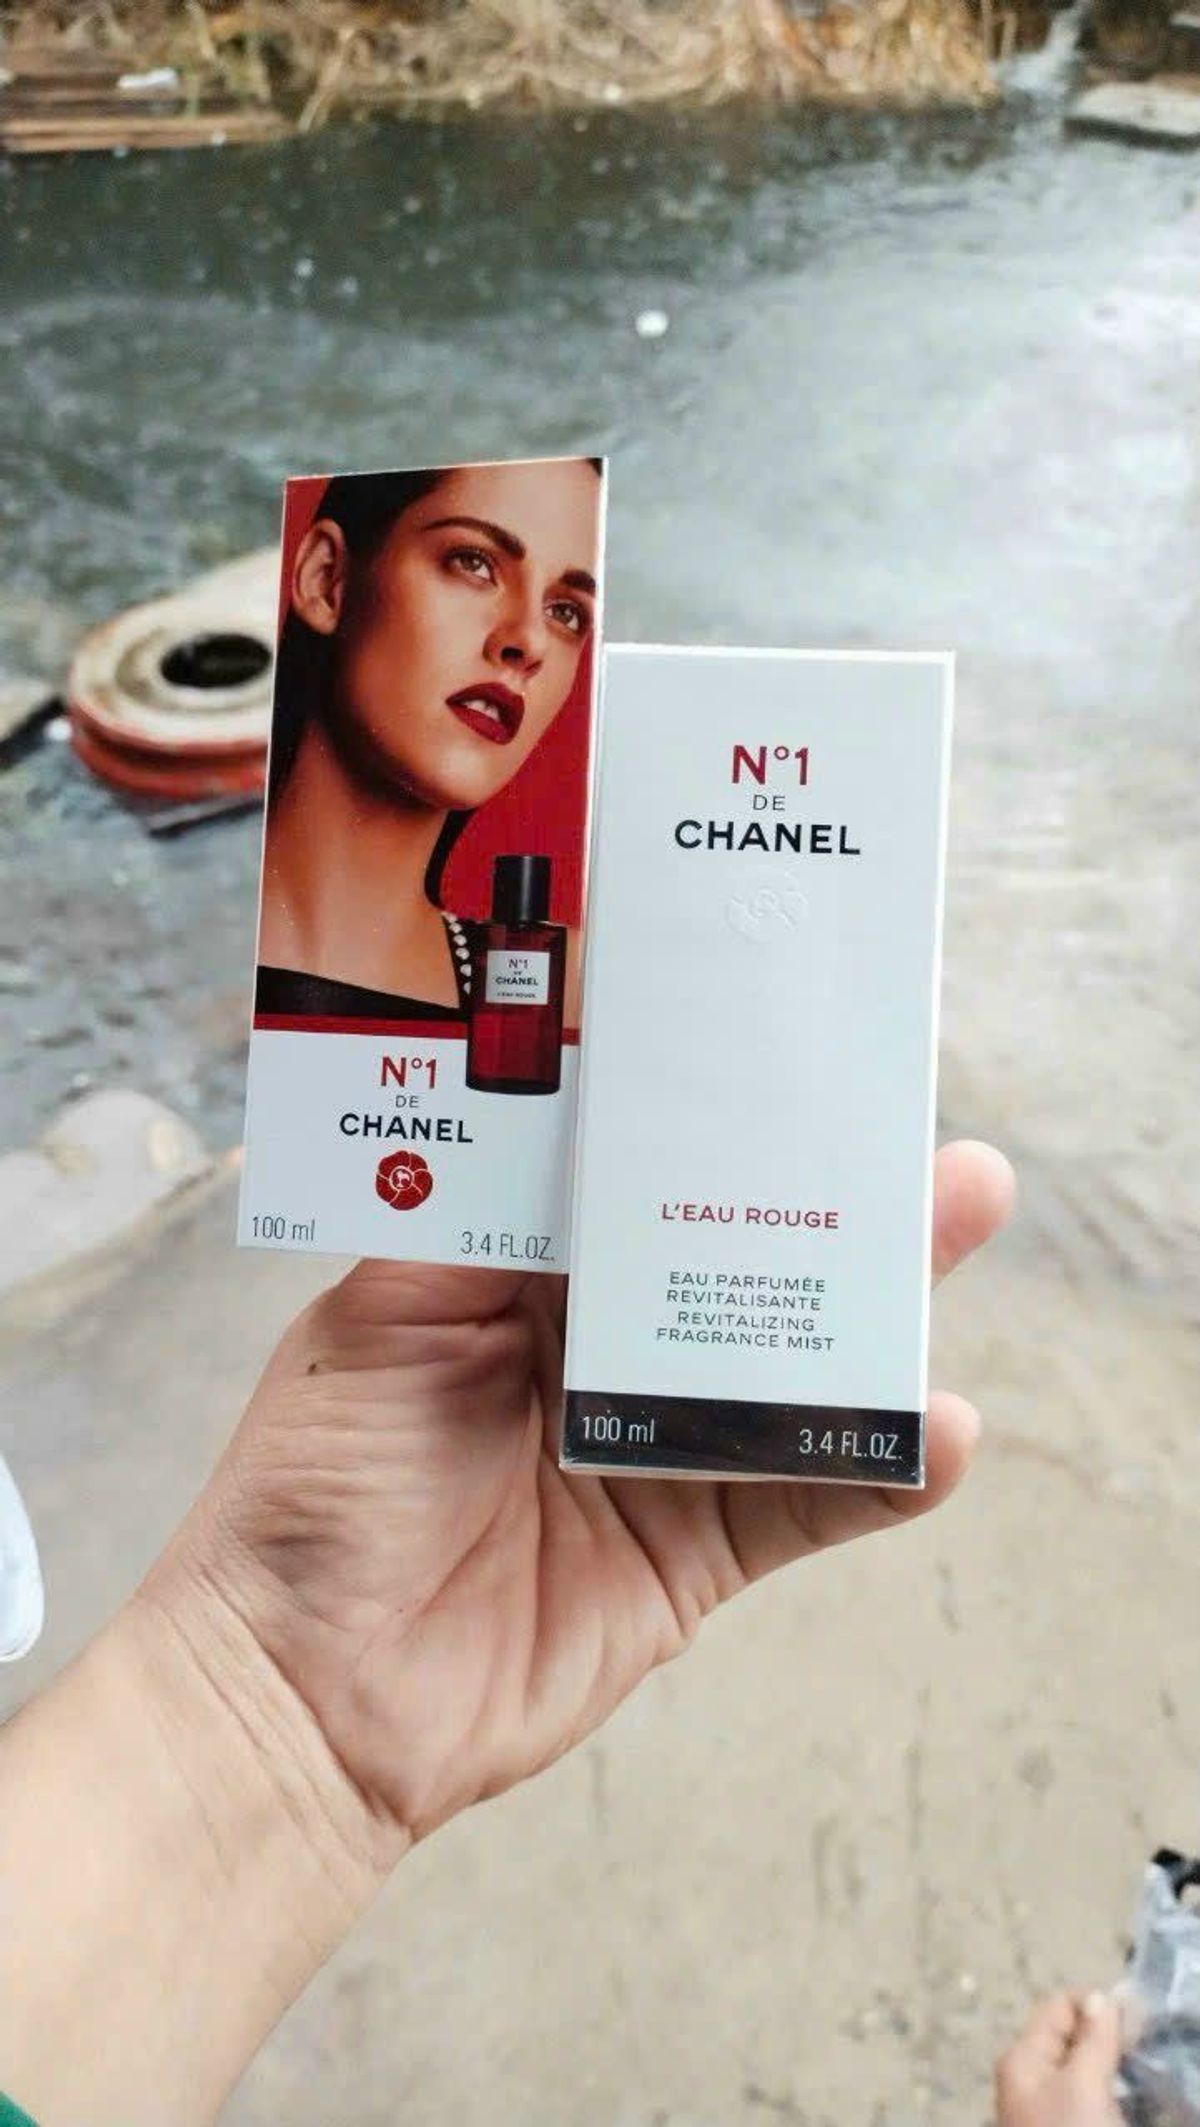 N°1
DE
CHANEL
N°1
DE
CHANEL
L'EAU ROUGE
100 ml
3.4 FL.OZ.
N°1
DE
CHANEL
L'EAU ROUGE
EAU PARFUMÉE
REVITALISANTE
REVITALIZING
FRAGRANCE MIST
100 ml
3.4 FL.OZ.